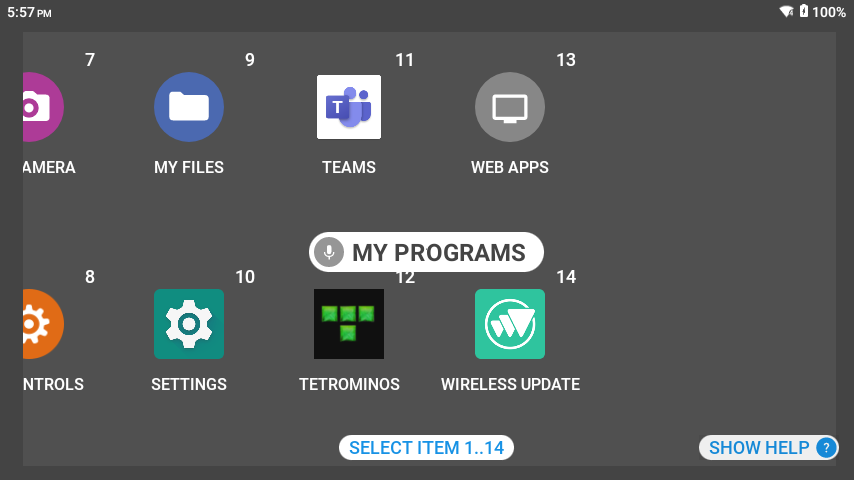 5:57 PM
100%
7
9
11
13
T
AMERA
MY FILES
TEAMS
WEB APPS
MY PROGRAMS
8
10
12
14
NTROLS
SETTINGS
TETROMINOS
WIRELESS UPDATE
SELECT ITEM 1..14
SHOW HELP ?